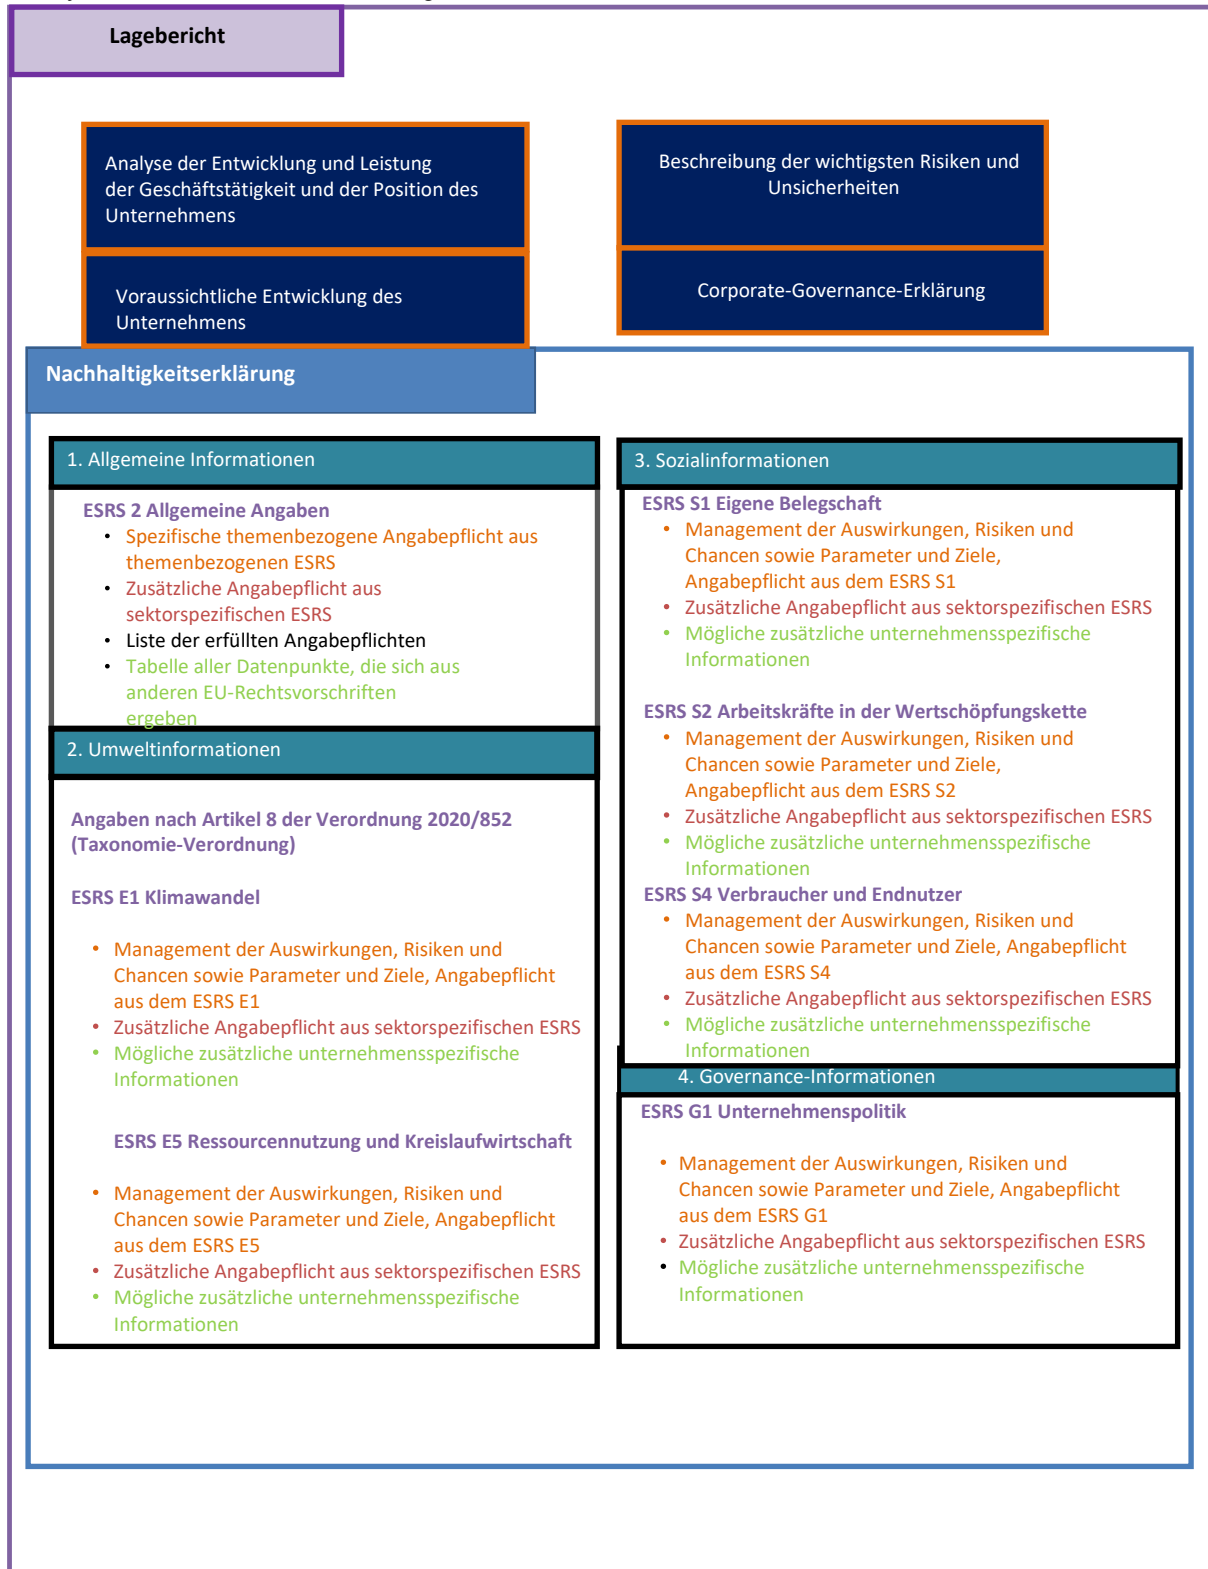 Lagebericht
Analyse der Entwicklung und Leistung
der Geschäftstätigkeit und der Position des
Unternehmens
Beschreibung der wichtigsten Risiken und
Unsicherheiten
Voraussichtliche Entwicklung des
Unternehmens
Corporate-Governance-Erklärung
Nachhaltigkeitserklärung
1. Allgemeine Informationen
ESRS 2 Allgemeine Angaben
• Spezifische themenbezogene Angabepflicht aus
themenbezogenen ESRS
• Zusätzliche Angabepflicht aus
sektorspezifischen ESRS
• Liste der erfüllten Angabepflichten
• Tabelle aller Datenpunkte, die sich aus
anderen EU-Rechtsvorschriften
ergeben
2. Umweltinformationen
Angaben nach Artikel 8 der Verordnung 2020/852
(Taxonomie-Verordnung)
ESRS E1 Klimawandel
• Management der Auswirkungen, Risiken und
Chancen sowie Parameter und Ziele, Angabepflicht
aus dem ESRS E1
• Zusätzliche Angabepflicht aus sektorspezifischen ESRS
• Mögliche zusätzliche unternehmensspezifische
Informationen
ESRS E5 Ressourcennutzung und Kreislaufwirtschaft
• Management der Auswirkungen, Risiken und
Chancen sowie Parameter und Ziele, Angabepflicht
aus dem ESRS E5
• Zusätzliche Angabepflicht aus sektorspezifischen ESRS
• Mögliche zusätzliche unternehmensspezifische
Informationen
3. Sozialinformationen
ESRS S1 Eigene Belegschaft
• Management der Auswirkungen, Risiken und
Chancen sowie Parameter und Ziele,
Angabepflicht aus dem ESRS S1
• Zusätzliche Angabepflicht aus sektorspezifischen ESRS
• Mögliche zusätzliche unternehmensspezifische
Informationen
ESRS S2 Arbeitskräfte in der Wertschöpfungskette
• Management der Auswirkungen, Risiken und
Chancen sowie Parameter und Ziele,
Angabepflicht aus dem ESRS S2
• Zusätzliche Angabepflicht aus sektorspezifischen ESRS
• Mögliche zusätzliche unternehmensspezifische
Informationen
ESRS S4 Verbraucher und Endnutzer
• Management der Auswirkungen, Risiken und
Chancen sowie Parameter und Ziele, Angabepflicht
aus dem ESRS S4
• Zusätzliche Angabepflicht aus sektorspezifischen ESRS
• Mögliche zusätzliche unternehmensspezifische
Informationen
4. Governance-Informationen
ESRS G1 Unternehmenspolitik
• Management der Auswirkungen, Risiken und
Chancen sowie Parameter und Ziele, Angabepflicht
aus dem ESRS G1
• Zusätzliche Angabepflicht aus sektorspezifischen ESRS
• Mögliche zusätzliche unternehmensspezifische
Informationen